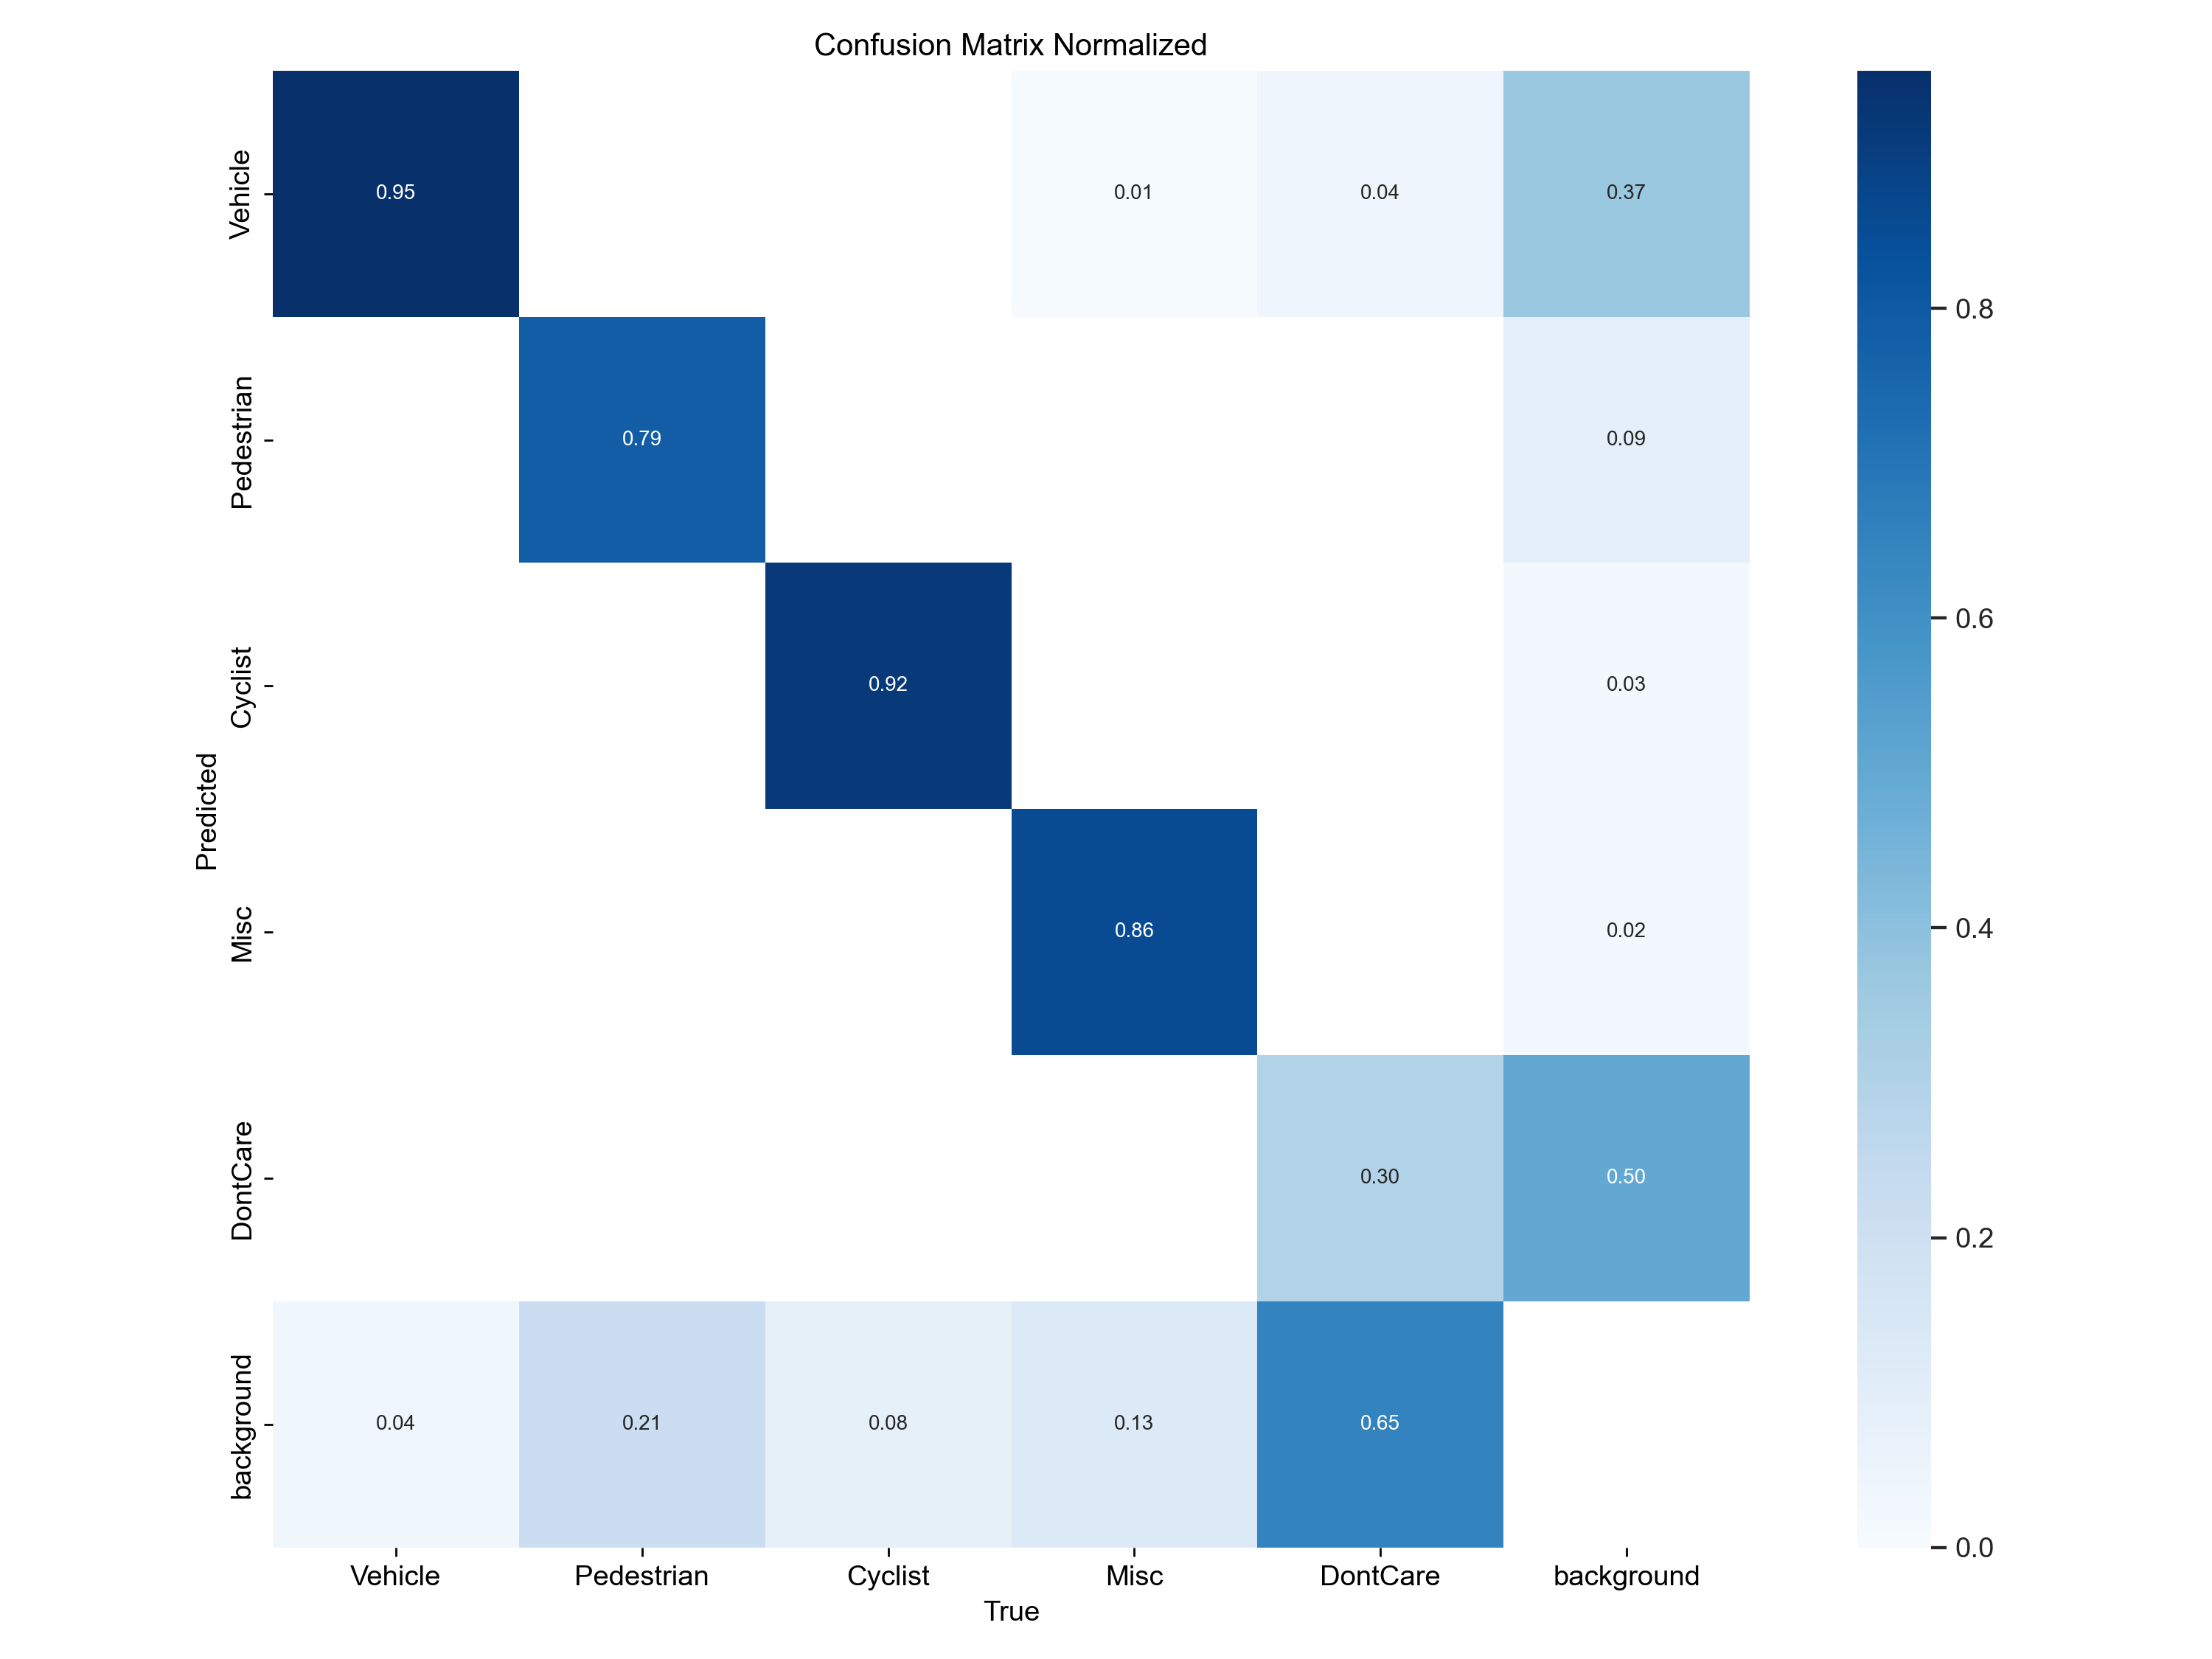 Confusion Matrix Normalized
Vehicle
0.95
0.01
0.04
0.37
0.8
Pedestrian
0.79
0.09
0.6
Cyclist
0.92
0.03
Predicted
Misc
0.86
0.02
0.4
DontCare
0.30
0.50
0.2
background
0.04
0.21
0.08
0.13
0.65
0.0
Vehicle Pedestrian Cyclist Misc DontCare background
True